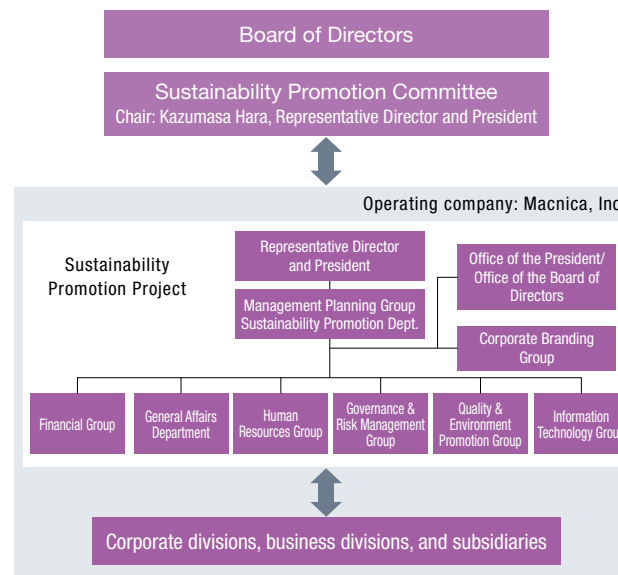 Board of Directors
Sustainability Promotion Committee
Chair: Kazumasa Hara, Representative Director and President
Operating company: Macnica, Inc
Sustainability
Promotion Project
Representative Director
and President
Management Planning Group
Sustainability Promotion Dept.
Office of the President/
Office of the Board of
Directors
Corporate Branding
Group
Financial Group
General Affairs
Department
Human
Resources Group
Governance &
Risk Management
Group
Quality &
Environment
Promotion Group
Information
Technology Group
Corporate divisions, business divisions, and subsidiaries